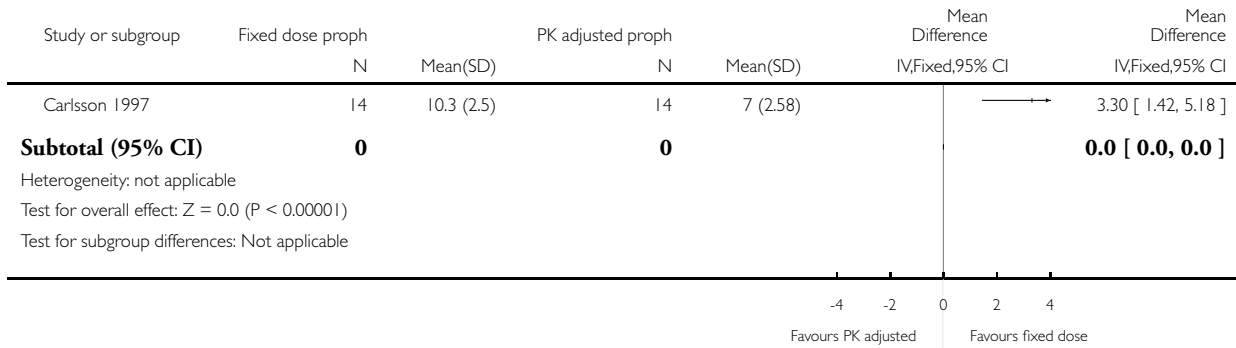 Study or subgroup Fixed dose proph PK adjusted proph Mean Difference Mean Difference
N Mean(SD) N Mean(SD) IV,Fixed,95% CI IV,Fixed,95% CI
Carlsson 1997 14 10.3 (2.5) 14 7 (2.58) 3.30 [ 1.42, 5.18 ]
Subtotal (95% CI) 0 0 0.0 [ 0.0, 0.0 ]
Heterogeneity: not applicable
Test for overall effect: Z = 0.0 (P < 0.00001)
Test for subgroup differences: Not applicable
-4 -2 0 2 4
Favours PK adjusted Favours fixed dose